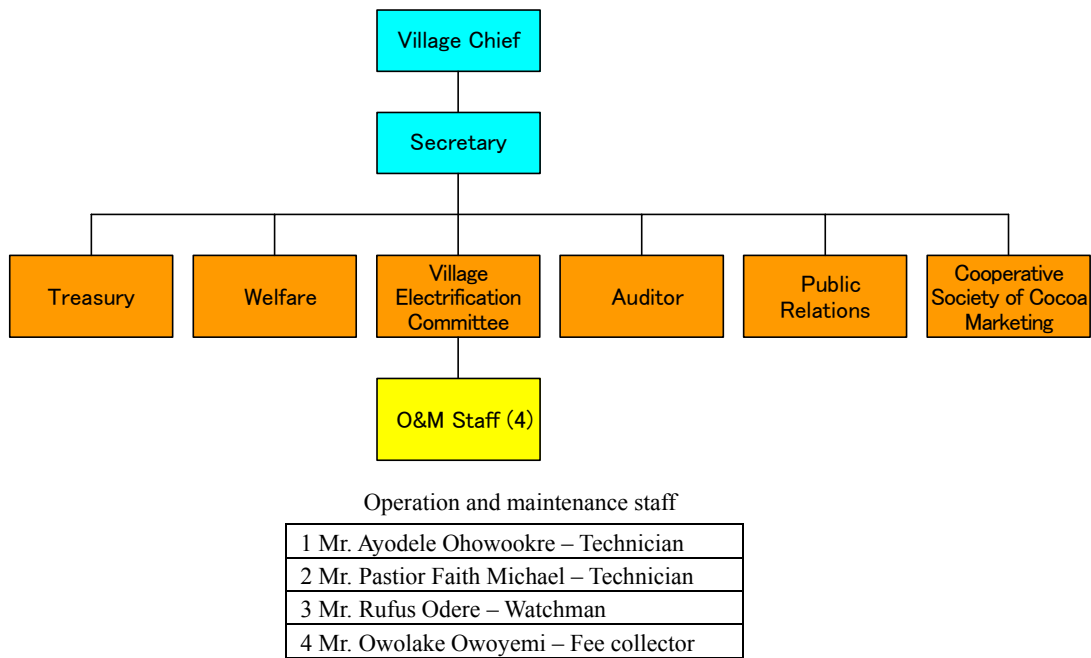 Village Chief
Secretary
Treasury
Welfare
Village
Electrification
Committee
Auditor
Public
Relations
Cooperative
Society of Cocoa
Marketing
O&M Staff (4)
Operation and maintenance staff
1 Mr. Ayodele Ohowookre – Technician
2 Mr. Pastior Faith Michael – Technician
3 Mr. Rufus Odere – Watchman
4 Mr. Owolake Owoyemi – Fee collector